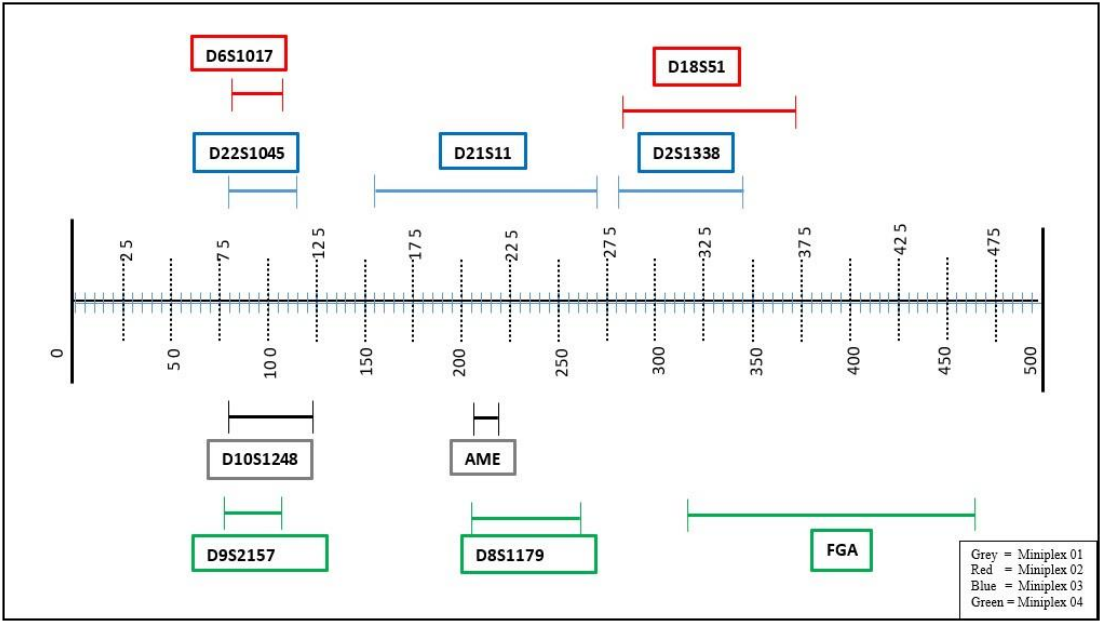 D6S1017
D18S51
D22S1045
D21S11
D2S1338
25
75
125
175
225
275
325
375
425
475
0
50
100
150
200
250
300
350
400
450
500
D10S1248
AME
D9S2157
D8S1179
FGA
Grey = Miniplex 01
Red = Miniplex 02
Blue = Miniplex 03
Green = Miniplex 04